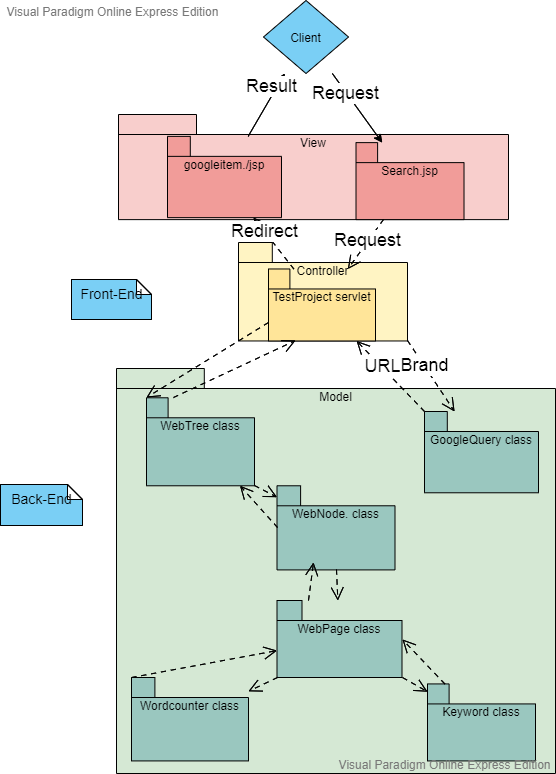 Visual Paradigm Online Express Edition
Client
Result
Request
View
googleitem./jsp
Search.jsp
Redirect
Request
Controller
TestProject servlet
Front-End
URL
Brand
Model
WebTree class
GoogleQuery class
Back-End
WebNode. class
WebPage class
Wordcounter class
Keyword class
Visual Paradigm Online Express Edition